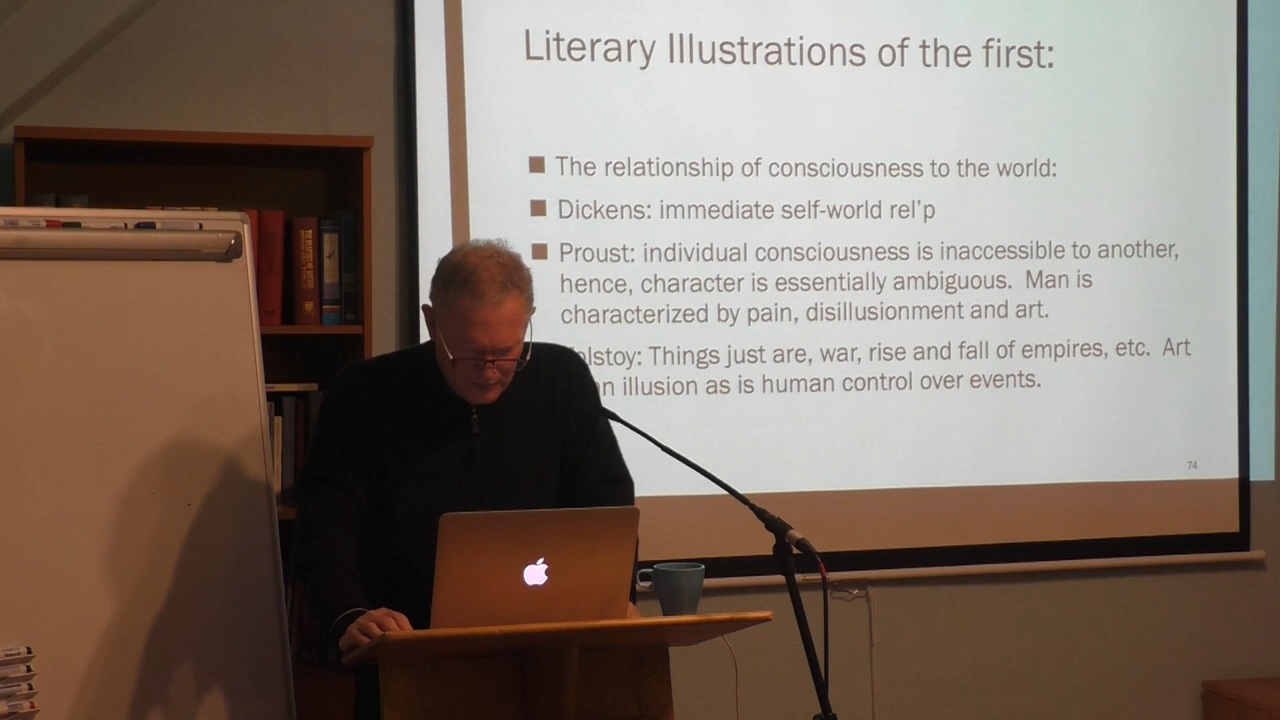 Literary Illustrations of the first:
The relationship of consciousness to the world:
Dickens: immediate self-world rel'p
Proust: individual consciousness is inaccessible to another,
hence, character is essentially ambiguous. Man is
characterized by pain, disillusionment and art.
olstoy: Things just are, war, rise and fall of empires, etc. Art
n illusion as is human control over events.
74